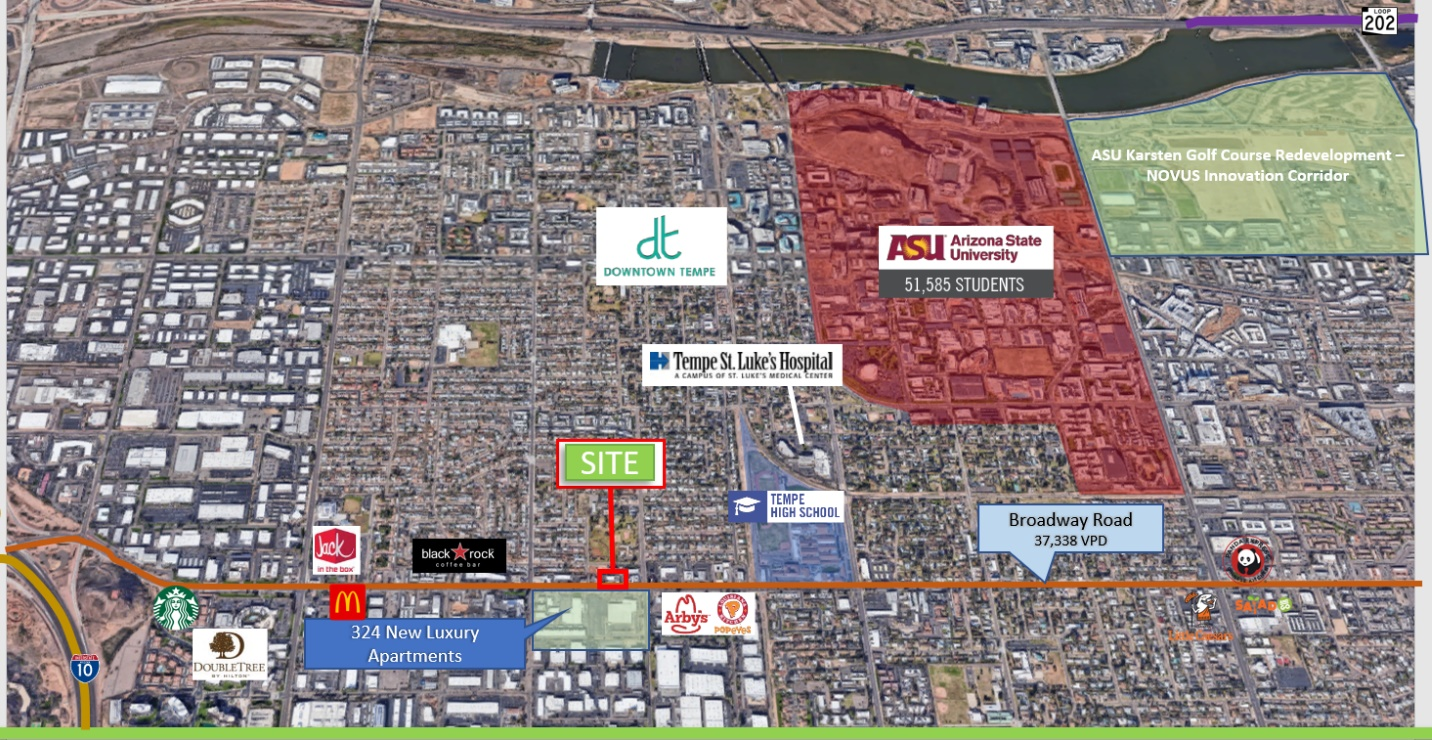 LOOP
202
ASU Karsten Golf Course Redevelopment –
NOVUS Innovation Corridor
dt
DOWNTOWN TEMPE
ASU Arizona State
University
51,585 STUDENTS
Tempe St. Luke's Hospital
A CAMPUS OF ST. LUKE'S MEDICAL CENTER
SITE
TEMPE
HIGH SCHOOL
Broadway Road
37,338 VPD
Jack
in the box
black rock
coffee bar
M
324 New Luxury
Apartments
Arby's
POPEYES
Little Caesars
SALAD
DOUBLETREE
BY HILTON
10